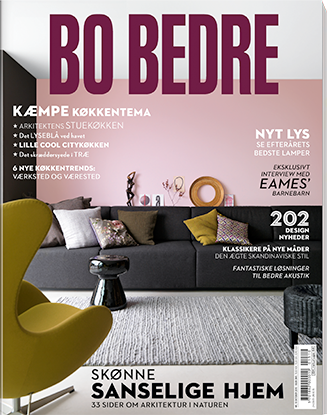 BO BEDRE
KÆMPE KØKKENTEMA
★ ARKITEKTENS STUEKØKKEN
★ Det LYSEBLÅ ved havet
★ LILLE COOL CITYKØKKEN
★ Det skræddersyede i TRÆ
6 NYE KØKKENTRENDS:
VÆRKSTED OG VÆRESTED
NYT LYS
SE EFTERÅRETS
BEDSTE LAMPER
EKSKLUSIVT
INTERVIEW MED
EAMES'
BARNEBARN
202
DESIGN
NYHEDER
KLASSIKERE PÅ NYE MÅDER
DEN ÆGTE SKANDINAVISKE STIL
FANTASTISKE LØSNINGER
TIL BEDRE AKUSTIK
SKØNNE
SANSELIGE HJEM
33 SIDER OM ARKITEKTUR I NATUREN